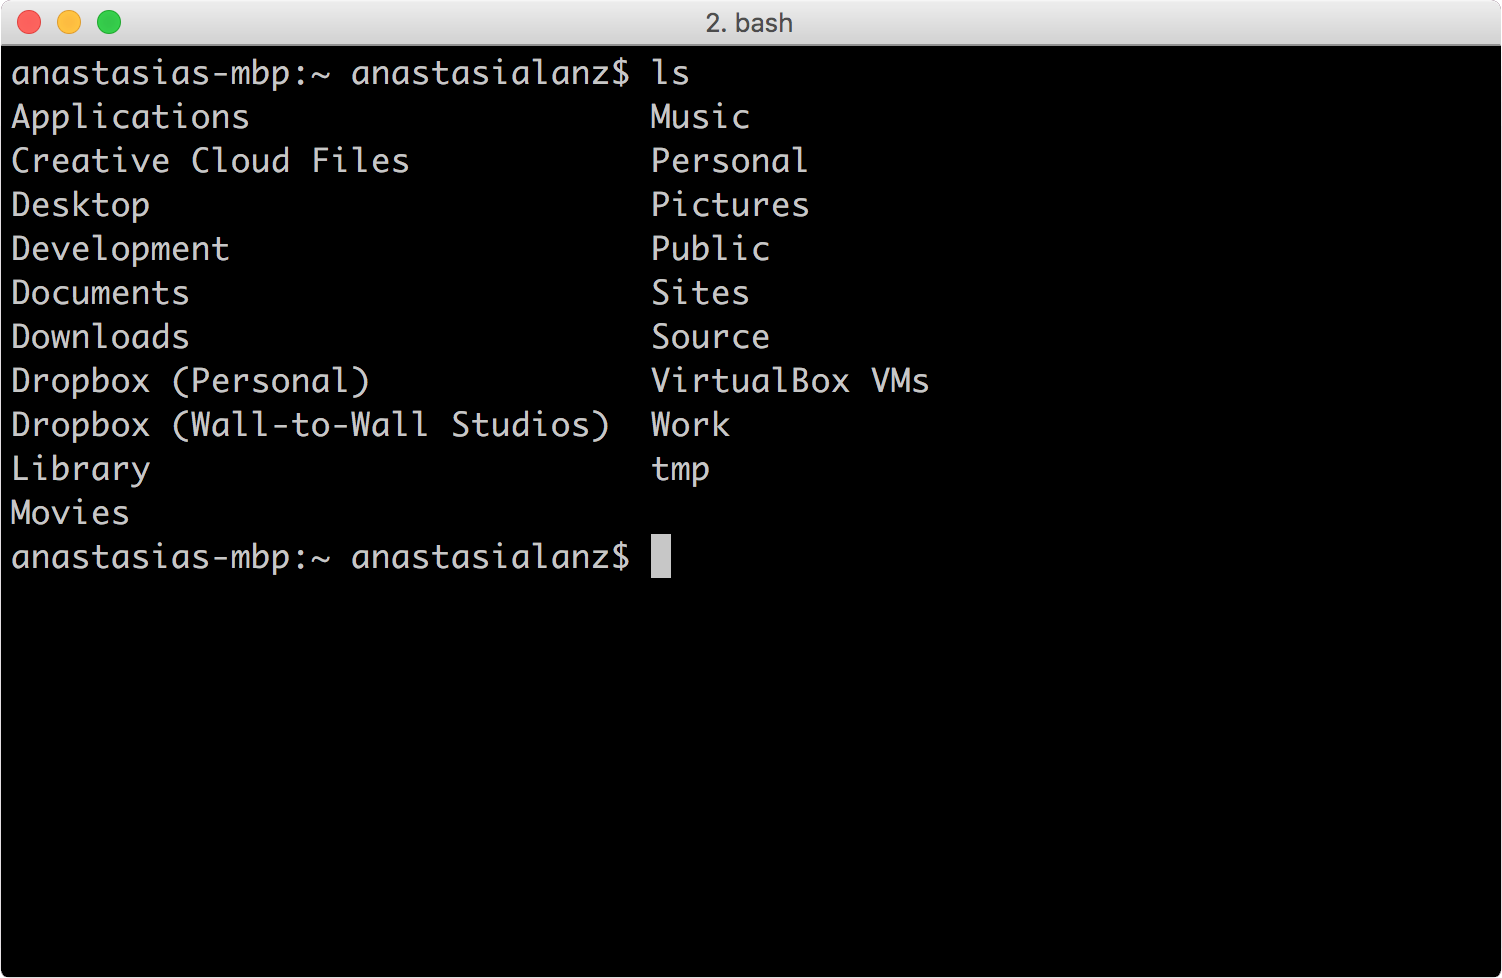 2. bash
anastasias-mbp:~ anastasialanz$ ls
Applications                    Music
Creative Cloud Files            Personal
Desktop                         Pictures
Development                     Public
Documents                       Sites
Downloads                       Source
Dropbox (Personal)              VirtualBox VMs
Dropbox (Wall-to-Wall Studios)  Work
Library                         tmp
Movies
anastasias-mbp:~ anastasialanz$